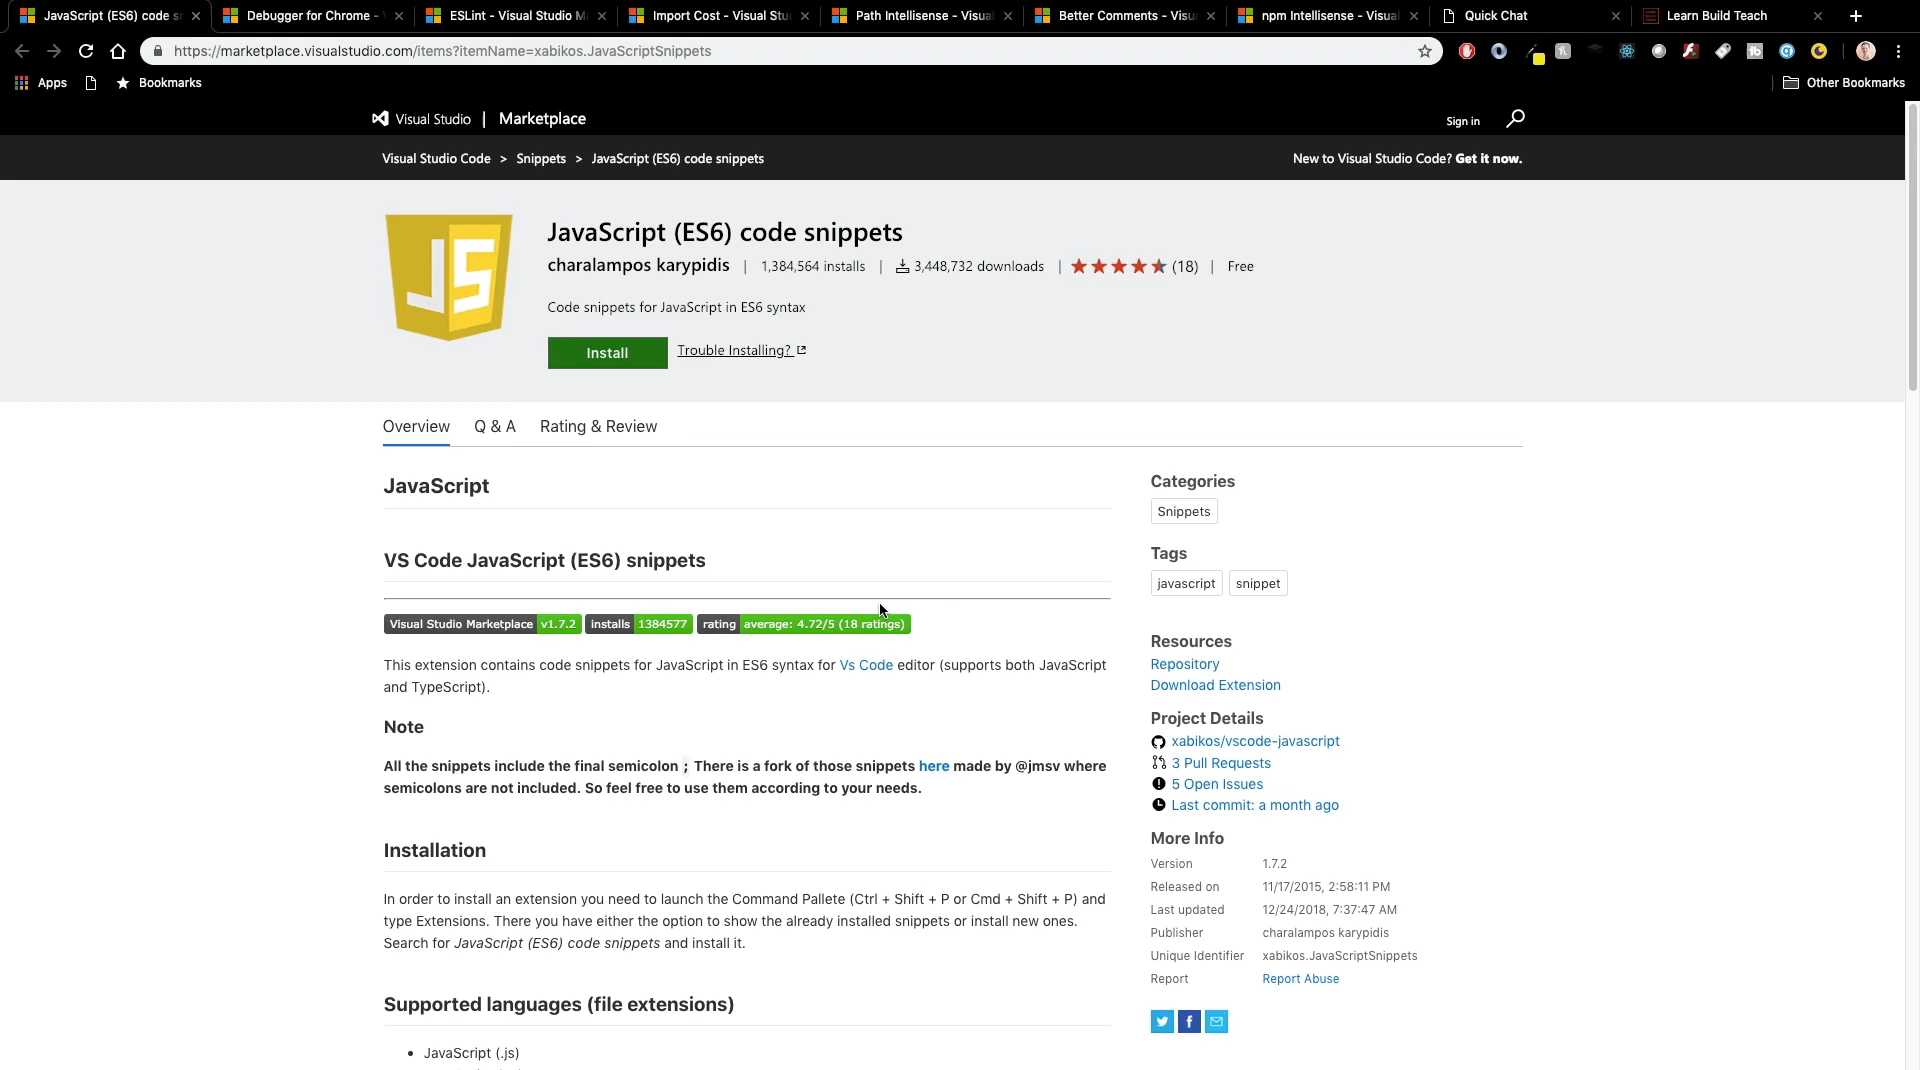 JavaScript (ES6) code s
Debugger for Chrome -
ESLint - Visual Studio M
Import Cost - Visual Stu
Path Intellisense - Visual
Better Comments - Visu
npm Intellisense - Visual
Quick Chat
Learn Build Teach
https://marketplace.visualstudio.com/items?itemName=xabikos.JavaScriptSnippets
Apps
Bookmarks
Other Bookmarks
Visual Studio | Marketplace
Sign in
Visual Studio Code > Snippets > JavaScript (ES6) code snippets
New to Visual Studio Code? Get it now.
JS
JavaScript (ES6) code snippets
charalampos karypidis | 1,384,564 installs | 3,448,732 downloads | (18) | Free
Code snippets for JavaScript in ES6 syntax
Install
Trouble Installing?
Overview
Q & A
Rating & Review
JavaScript
VS Code JavaScript (ES6) snippets
Visual Studio Marketplace v1.7.2
installs 1384577
rating average: 4.72/5 (18 ratings)
This extension contains code snippets for JavaScript in ES6 syntax for Vs Code editor (supports both JavaScript
and TypeScript).
Note
All the snippets include the final semicolon ; There is a fork of those snippets here made by @jmsv where
semicolons are not included. So feel free to use them according to your needs.
Installation
In order to install an extension you need to launch the Command Pallete (Ctrl + Shift + P or Cmd + Shift + P) and
type Extensions. There you have either the option to show the already installed snippets or install new ones.
Search for JavaScript (ES6) code snippets and install it.
Supported languages (file extensions)
• JavaScript (.js)
Categories
Snippets
Tags
javascript
snippet
Resources
Repository
Download Extension
Project Details
xabikos/vscode-javascript
3 Pull Requests
5 Open Issues
Last commit: a month ago
More Info
Version 1.7.2
Released on 11/17/2015, 2:58:11 PM
Last updated 12/24/2018, 7:37:47 AM
Publisher charalampos karypidis
Unique Identifier xabikos.JavaScriptSnippets
Report Report Abuse